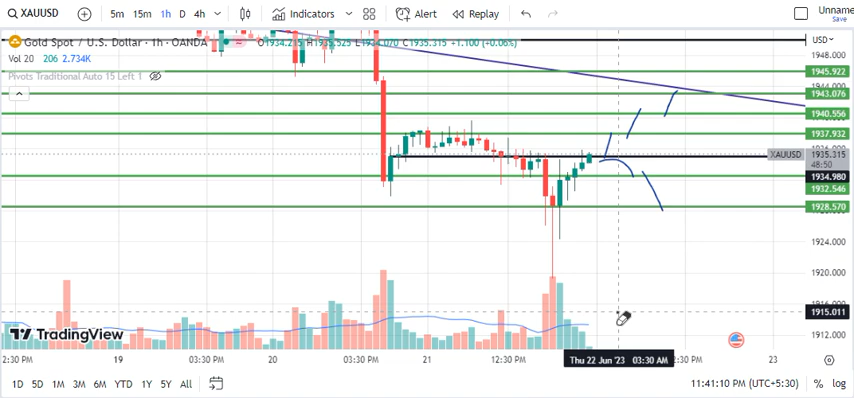 XAUUSD 5m 15m 1h D 4h Indicators Alert Replay Unname Save
Gold Spot / U.S. Dollar · 1h · OANDA O1934.215 H1935.525 L1934.070 C1935.315 +1.100 (+0.06%) USD
Vol 20 206 2.734K
1948.000
Pivots Traditional Auto 15 Left 1
1945.922
1944.000
1943.076
1940.556
1937.932
XAUUSD 1935.315
48:50
1934.980
1932.546
1928.570
1924.000
1920.000
1915.011
1912.000
TradingView
2:30 PM 19 03:30 PM 20 03:30 PM 21 12:30 PM Thu 22 Jun '23 03:30 AM 2:30 PM 23
1D 5D 1M 3M 6M YTD 1Y 5Y All 11:41:10 PM (UTC+5:30) % log